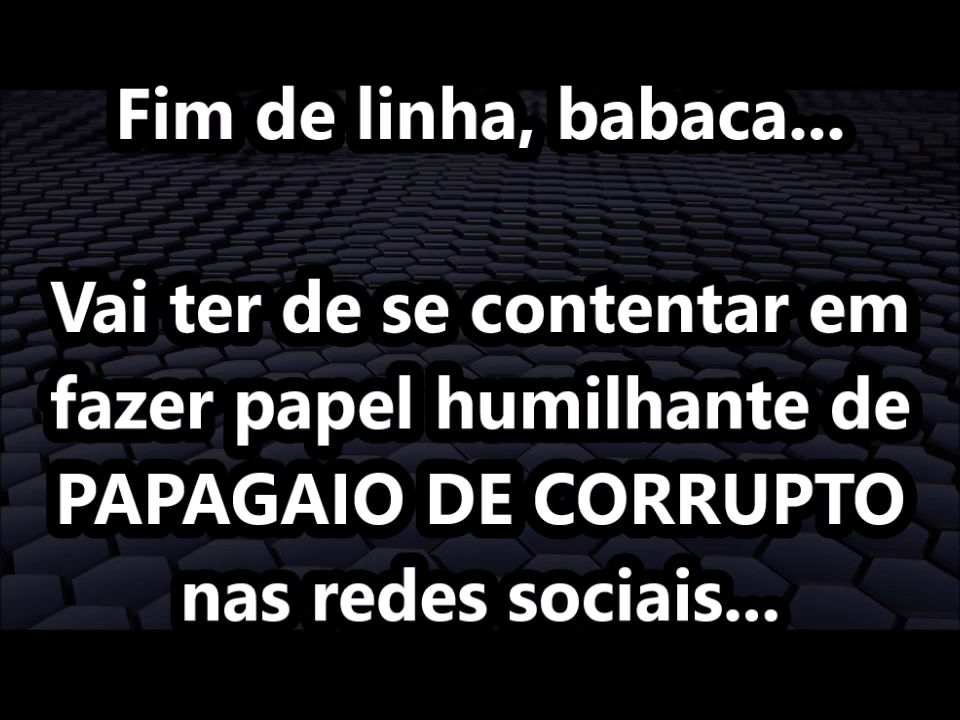 Fim de linha, babaca...
Vai ter de se contentar em
fazer papel humilhante de
PAPAGAIO DE CORRUPTO
nas redes sociais...